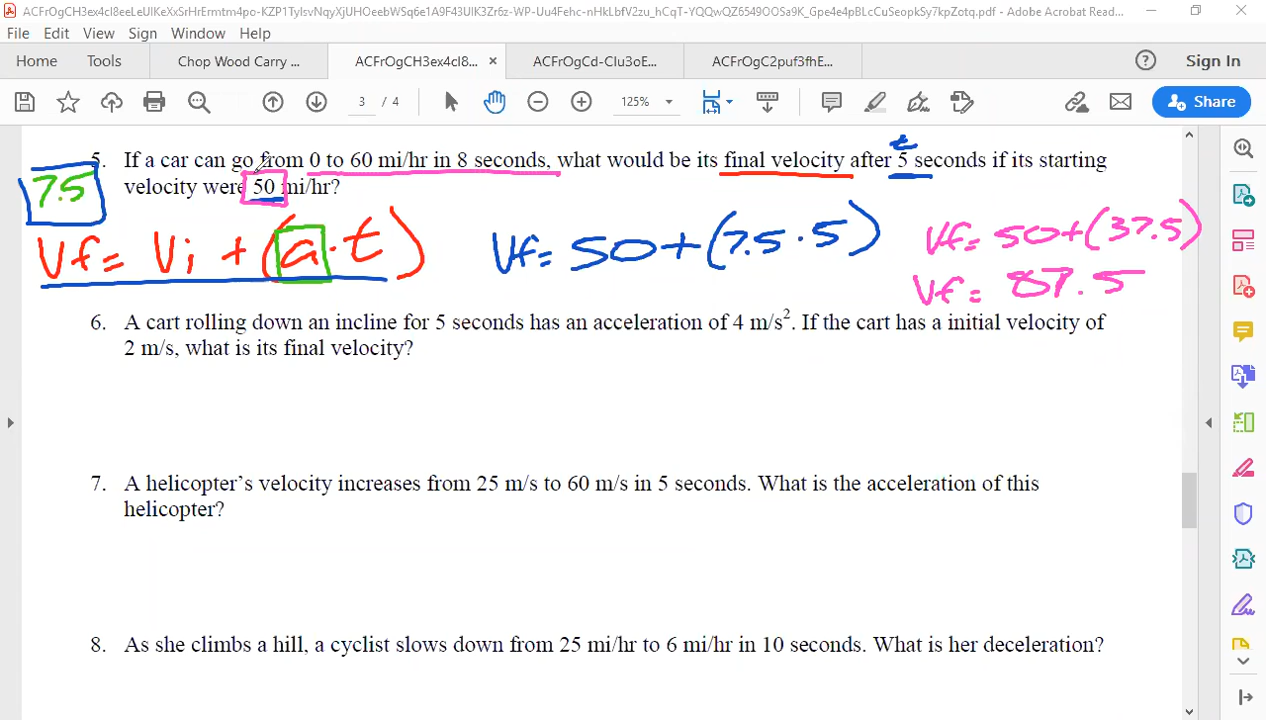 ACFrOgCH3ex4cl8eeLeUlKeXxSrHrErmtm4po-KZP1TylsvNqyXjUHOeebWSq6e1A9F43UlK3Zr6z-WP-Uu4Fehc-nHkLbfV2zu_hCqT-YQQwQZ6549OOSa9K_Gpe4e4pBLcCuSeopkSy7kpZotq.pdf - Adobe Acrobat Read...
File Edit View Sign Window Help
Home Tools Chop Wood Carry ... ACFrOgCH3ex4cl8... × ACFrOgCd-Clu3oE... ACFrOgC2puf3fhE... Sign In
3 / 4 125% Share
t
5. If a car can go from 0 to 60 mi/hr in 8 seconds, what would be its final velocity after 5 seconds if its starting
velocity were 50 mi/hr?
7.5
Vf = Vi + (a · t)
Vf = 50 + (7.5 · 5)
Vf = 50 + (37.5)
Vf = 87.5
6. A cart rolling down an incline for 5 seconds has an acceleration of 4 m/s². If the cart has a initial velocity of
2 m/s, what is its final velocity?
7. A helicopter’s velocity increases from 25 m/s to 60 m/s in 5 seconds. What is the acceleration of this
helicopter?
8. As she climbs a hill, a cyclist slows down from 25 mi/hr to 6 mi/hr in 10 seconds. What is her deceleration?